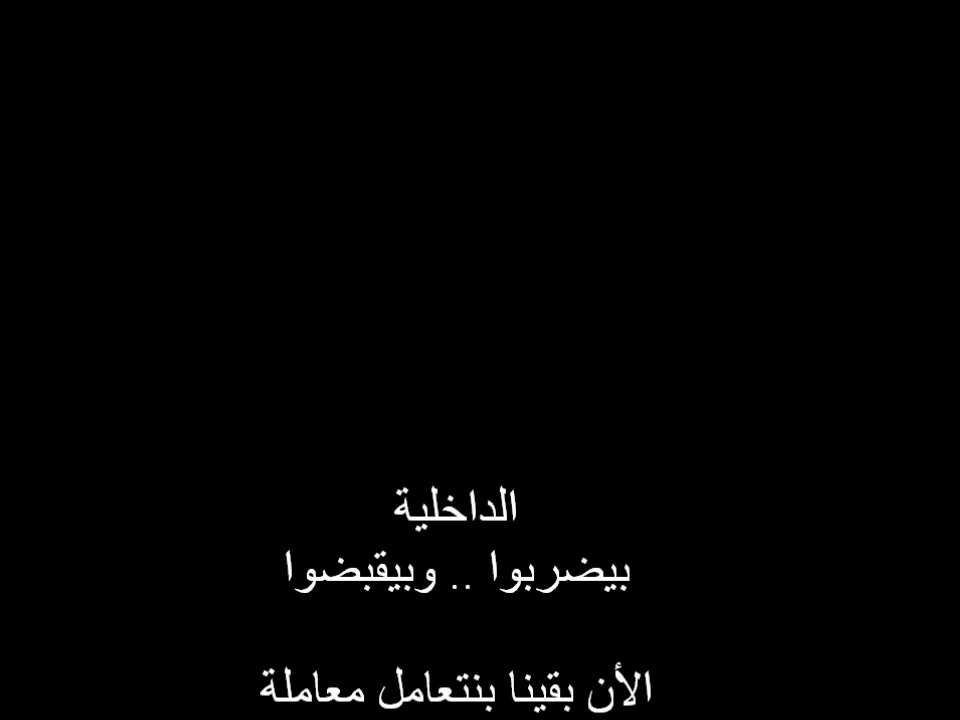 الداخلية
بيضربوا .. وبيقبضوا
الأن بقينا بنتعامل معاملة